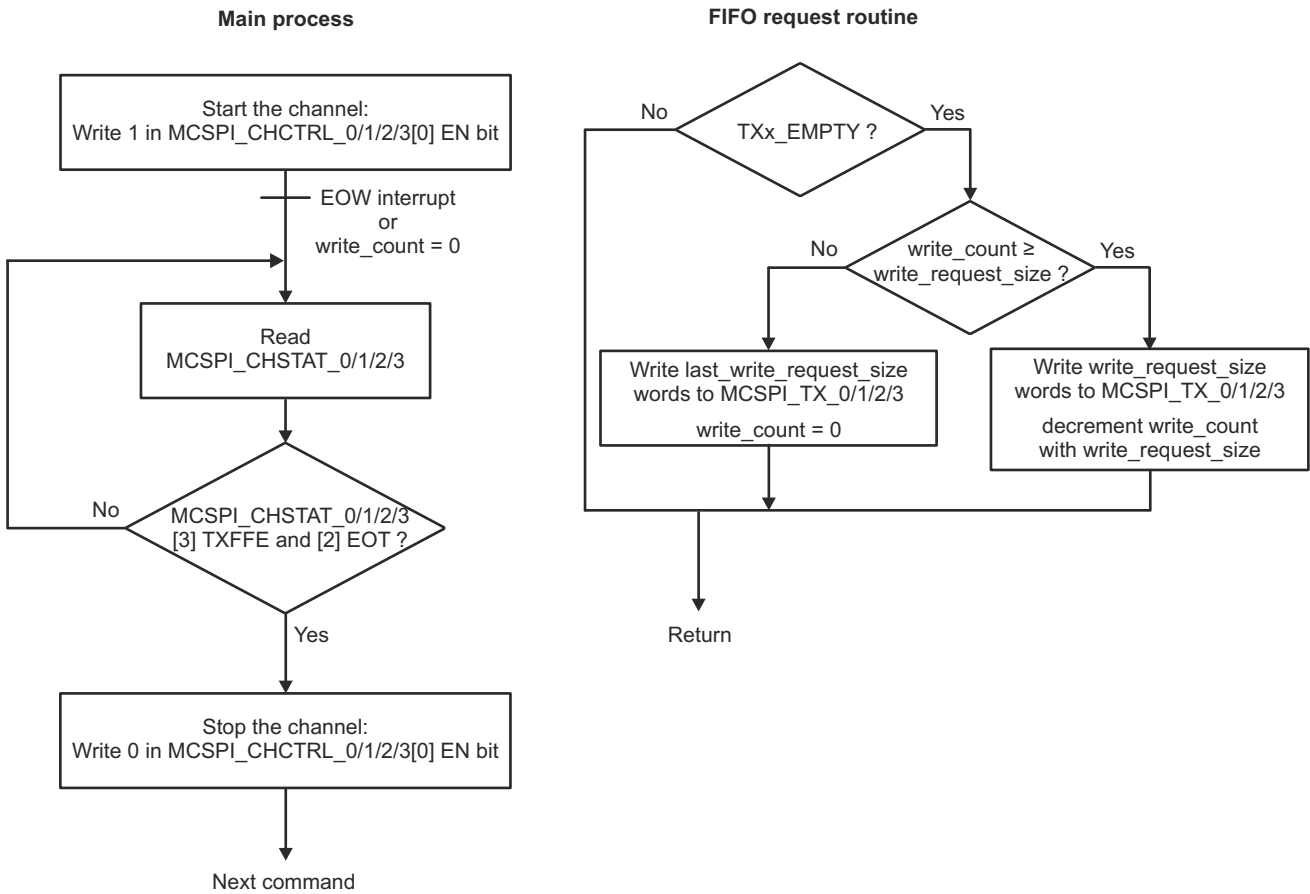 Main process
Start the channel:
Write 1 in MCSPI_CHCTRL_0/1/2/3[0] EN bit
EOW interrupt
or
write_count = 0
Read
MCSPI_CHSTAT_0/1/2/3
No
MCSPI_CHSTAT_0/1/2/3
[3] TXFFE and [2] EOT ?
Yes
Stop the channel:
Write 0 in MCSPI_CHCTRL_0/1/2/3[0] EN bit
Next command
FIFO request routine
No
TXx_EMPTY ?
Yes
No
write_count ≥
write_request_size ?
Yes
Write last_write_request_size
words to MCSPI_TX_0/1/2/3
write_count = 0
Write write_request_size
words to MCSPI_TX_0/1/2/3
decrement write_count
with write_request_size
Return